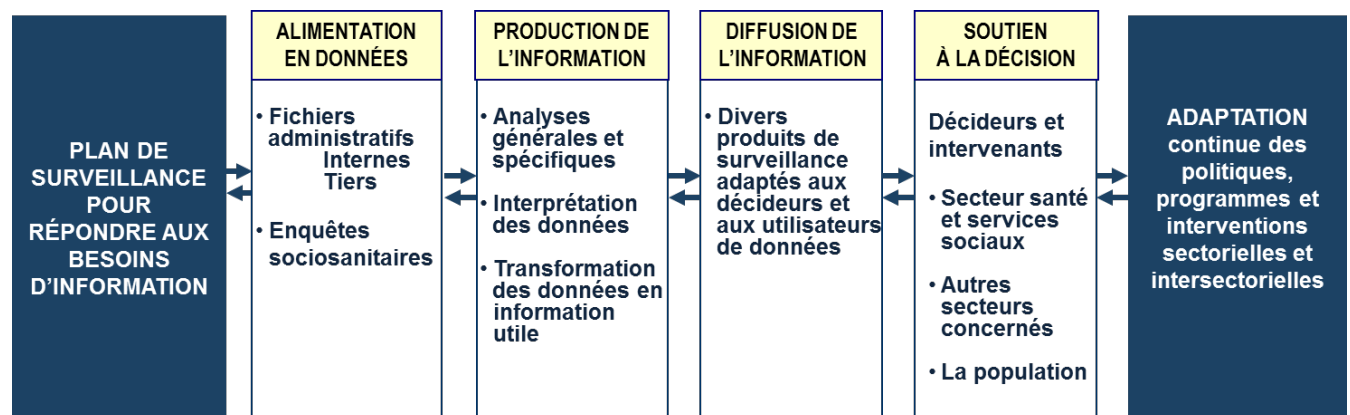 PLAN DE
SURVEILLANCE
POUR
RÉPONDRE AUX
BESOINS
D'INFORMATION
ALIMENTATION
EN DONNÉES
• Fichiers
administratifs
Internes
Tiers
• Enquêtes
sociosanitaires
PRODUCTION DE
L'INFORMATION
• Analyses
générales et
spécifiques
• Interprétation
des données
• Transformation
des données en
information
utile
DIFFUSION DE
L'INFORMATION
• Divers
produits de
surveillance
adaptés aux
décideurs et
aux utilisateurs
de données
SOUTIEN
À LA DÉCISION
Décideurs et
intervenants
• Secteur santé
et services
sociaux
• Autres
secteurs
concernés
• La population
ADAPTATION
continue des
politiques,
programmes et
interventions
sectorielles et
intersectorielles